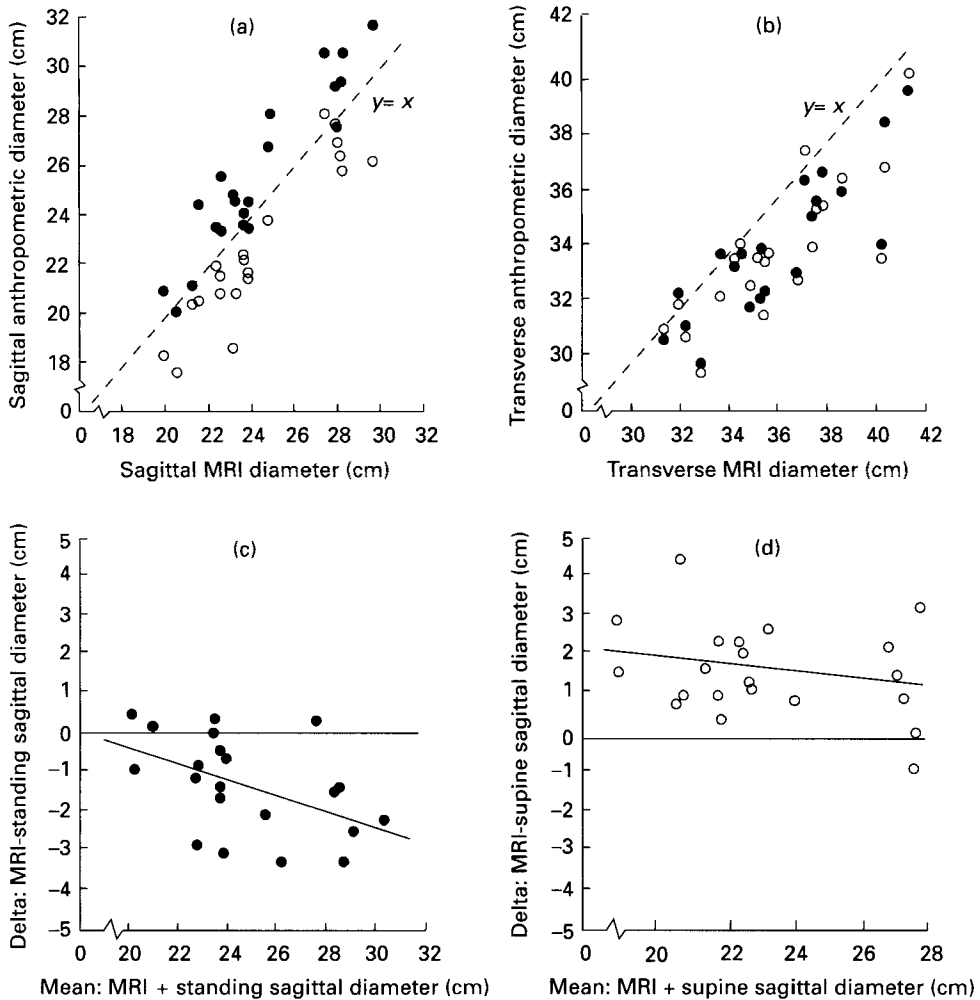 (a)
Sagittal anthropometric diameter (cm)
32
30
28
26
24
22
20
18
0
y= x
0 18 20 22 24 26 28 30 32
Sagittal MRI diameter (cm)
(b)
Transverse anthropometric diameter (cm)
42
40
38
36
34
32
30
0
y= x
0 30 32 34 36 38 40 42
Transverse MRI diameter (cm)
(c)
Delta: MRI-standing sagittal diameter (cm)
5
4
3
2
1
0
–1
–2
–3
–4
–5
20 22 24 26 28 30 32
Mean: MRI + standing sagittal diameter (cm)
(d)
Delta: MRI-supine sagittal diameter (cm)
5
4
3
2
1
0
–1
–2
–3
–4
–5
20 22 24 26 28
Mean: MRI + supine sagittal diameter (cm)